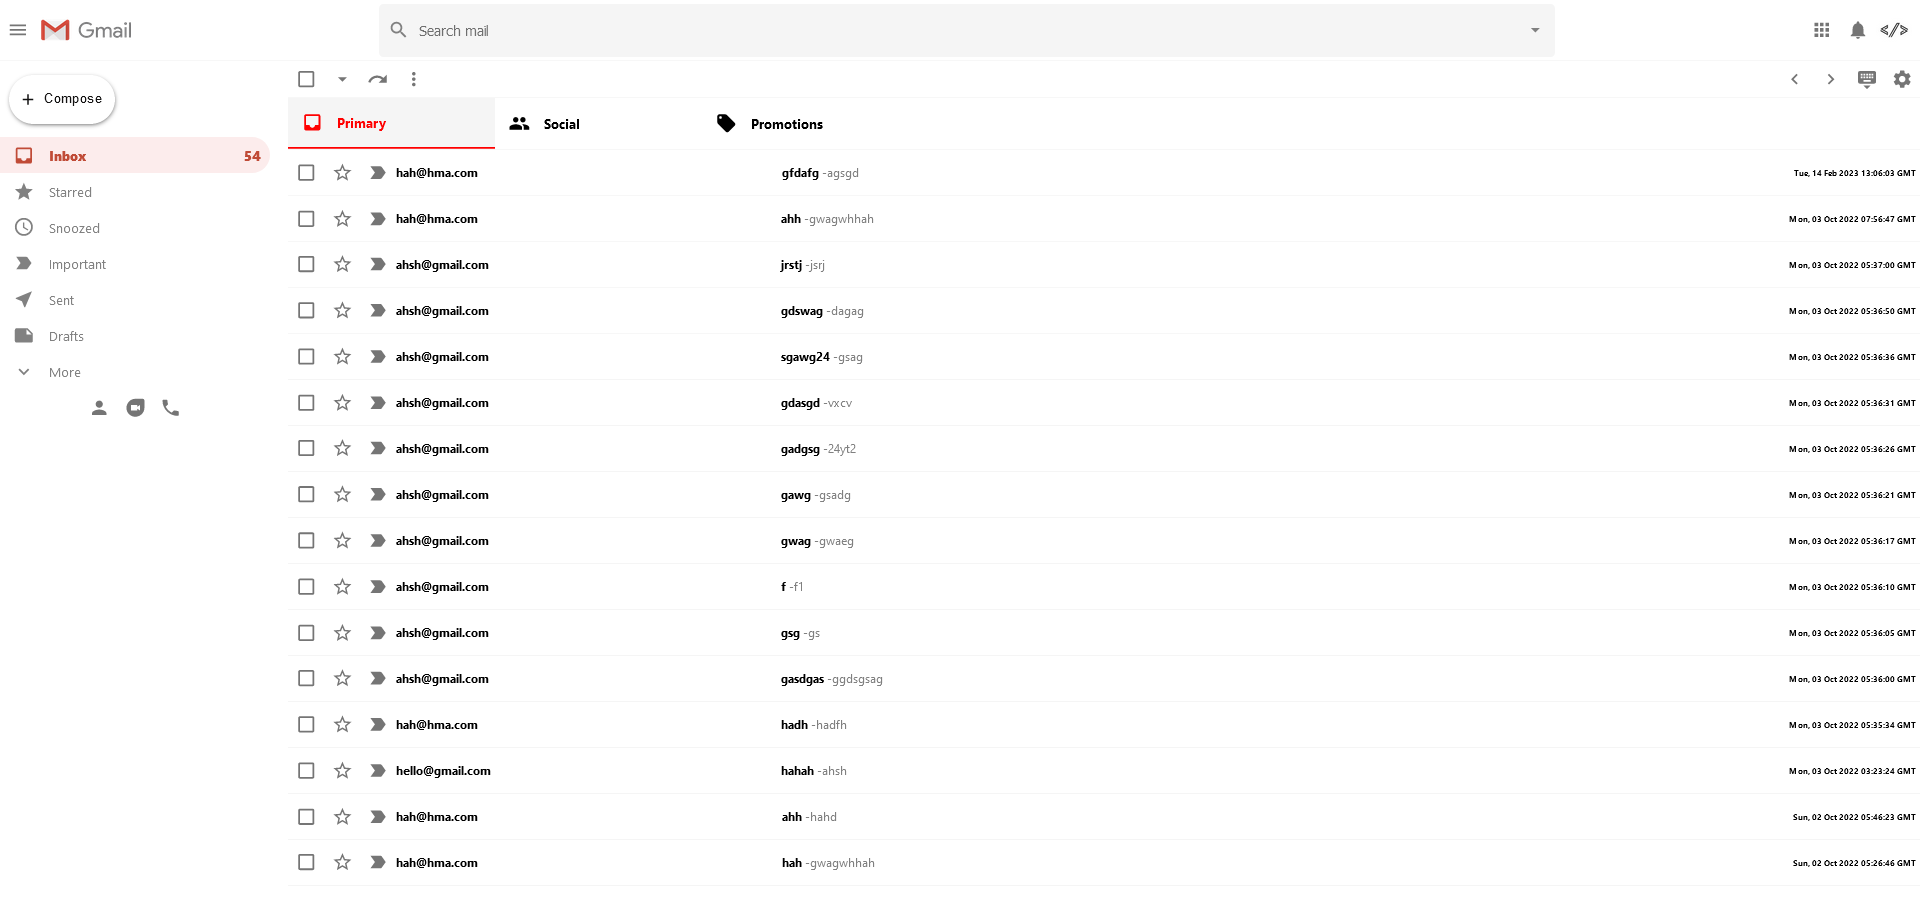 Gmail
Search mail
</>
Compose
Inbox 54
Starred
Snoozed
Important
Sent
Drafts
More
Primary Social Promotions
hah@hma.com gfdafg -agsgd Tue, 14 Feb 2023 13:06:03 GMT
hah@hma.com ahh -gwagwhhah Mon, 03 Oct 2022 07:56:47 GMT
ahsh@gmail.com jrstj -jsrj Mon, 03 Oct 2022 05:37:00 GMT
ahsh@gmail.com gdswag -dagag Mon, 03 Oct 2022 05:36:50 GMT
ahsh@gmail.com sgawg24 -gsag Mon, 03 Oct 2022 05:36:36 GMT
ahsh@gmail.com gdasgd -vxcv Mon, 03 Oct 2022 05:36:31 GMT
ahsh@gmail.com gadgsg -24yt2 Mon, 03 Oct 2022 05:36:26 GMT
ahsh@gmail.com gawg -gsadg Mon, 03 Oct 2022 05:36:21 GMT
ahsh@gmail.com gwag -gwaeg Mon, 03 Oct 2022 05:36:17 GMT
ahsh@gmail.com f -f1 Mon, 03 Oct 2022 05:36:10 GMT
ahsh@gmail.com gsg -gs Mon, 03 Oct 2022 05:36:05 GMT
ahsh@gmail.com gasdgas -ggdsgsag Mon, 03 Oct 2022 05:36:00 GMT
hah@hma.com hadh -hadfh Mon, 03 Oct 2022 05:35:34 GMT
hello@gmail.com hahah -ahsh Mon, 03 Oct 2022 03:23:24 GMT
hah@hma.com ahh -hahd Sun, 02 Oct 2022 05:46:23 GMT
hah@hma.com hah -gwagwhhah Sun, 02 Oct 2022 05:26:46 GMT